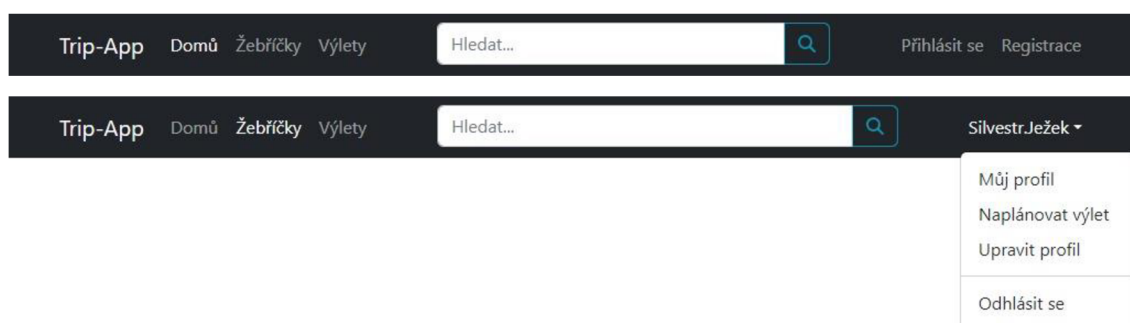 Trip-App Domů Žebříčky Výlety Hledat... Přihlásit se Registrace
Trip-App Domů Žebříčky Výlety Hledat... Silvestr.Ježek
Můj profil
Naplánovat výlet
Upravit profil
Odhlásit se